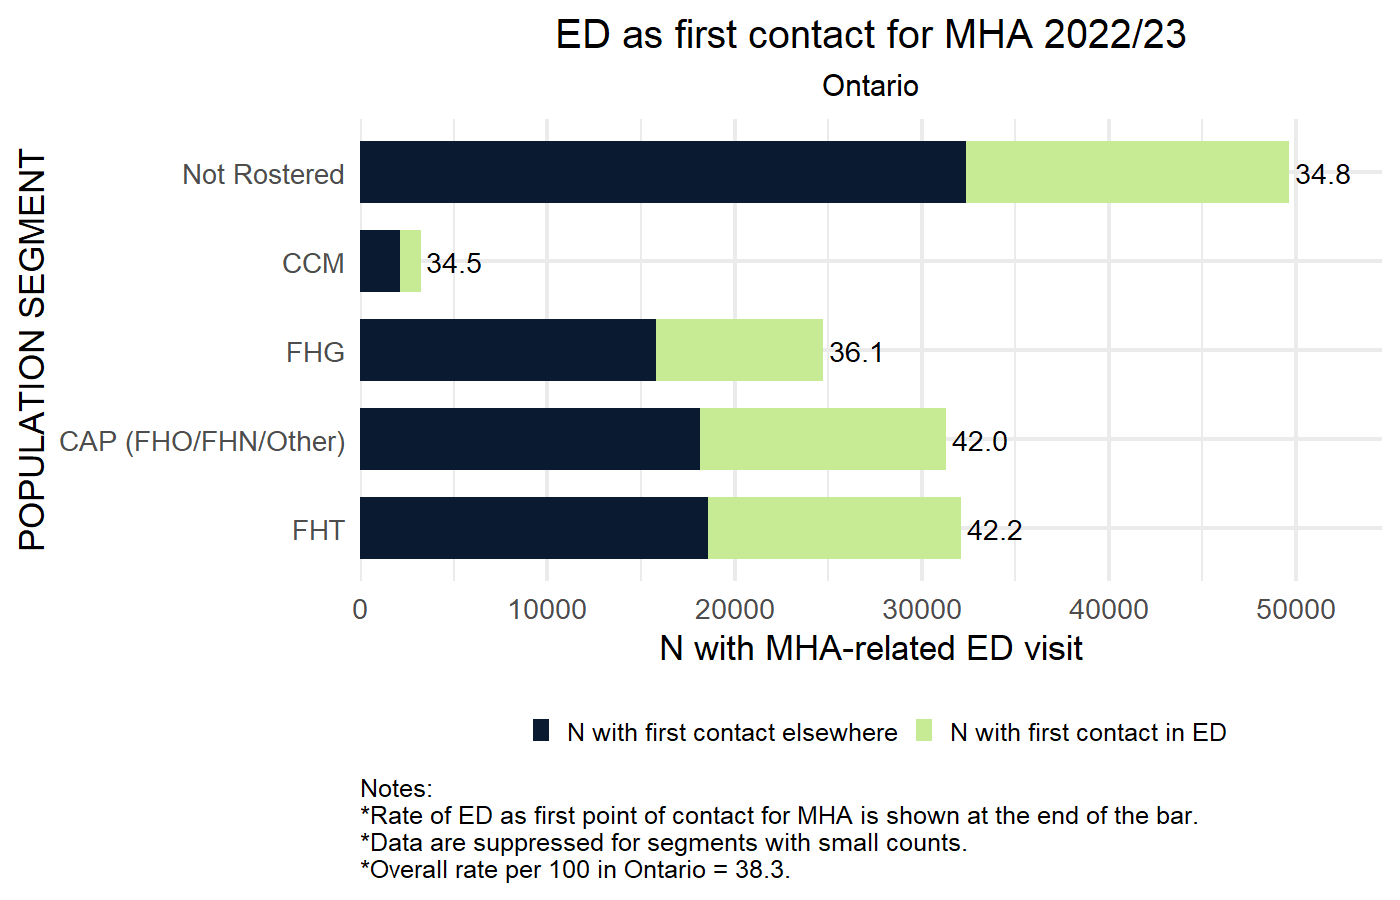 ED as first contact for MHA 2022/23
Ontario
POPULATION SEGMENT
Not Rostered
34.8
CCM
34.5
FHG
36.1
CAP (FHO/FHN/Other)
42.0
FHT
42.2
0 10000 20000 30000 40000 50000
N with MHA-related ED visit
N with first contact elsewhere N with first contact in ED
Notes:
*Rate of ED as first point of contact for MHA is shown at the end of the bar.
*Data are suppressed for segments with small counts.
*Overall rate per 100 in Ontario = 38.3.